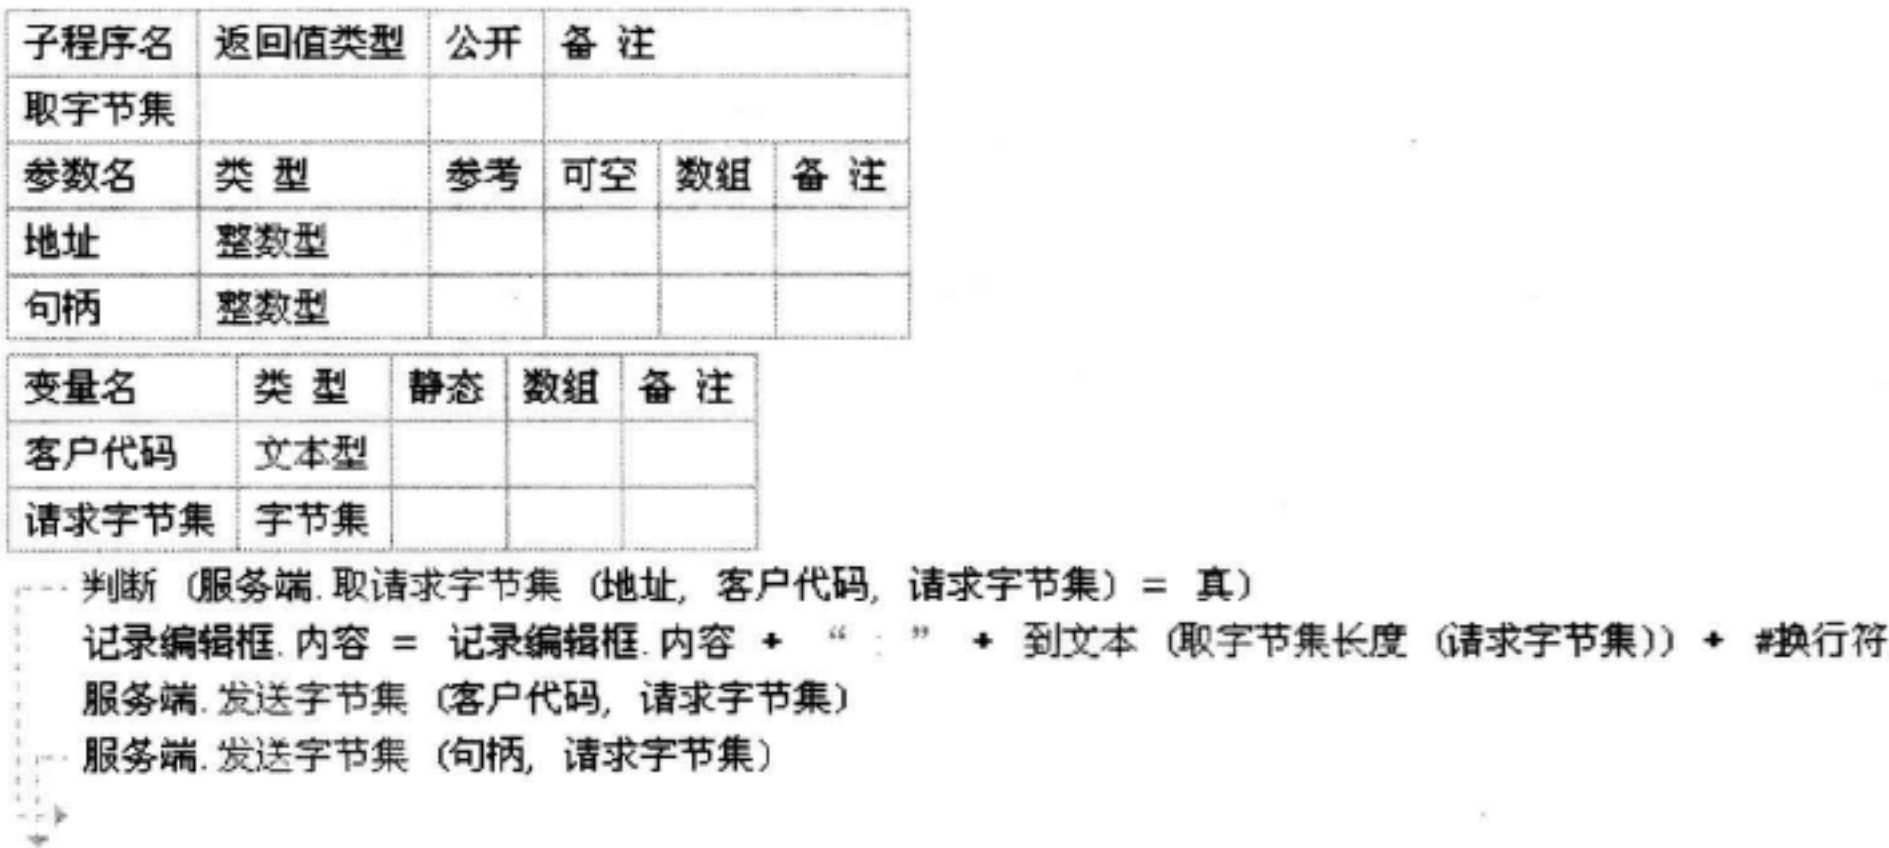 子程序名 返回值类型 公开 备 注
取字节集
参数名 类 型 参考 可空 数组 备 注
地址 整数型
句柄 整数型
变量名 类 型 静态 数组 备 注
客户代码 文本型
请求字节集 字节集
判断 (服务端.取请求字节集 (地址, 客户代码, 请求字节集) = 真)
记录编辑框.内容 = 记录编辑框.内容 + “:” + 到文本 (取字节集长度 (请求字节集)) + #换行符
服务端.发送字节集 (客户代码, 请求字节集)
服务端.发送字节集 (句柄, 请求字节集)